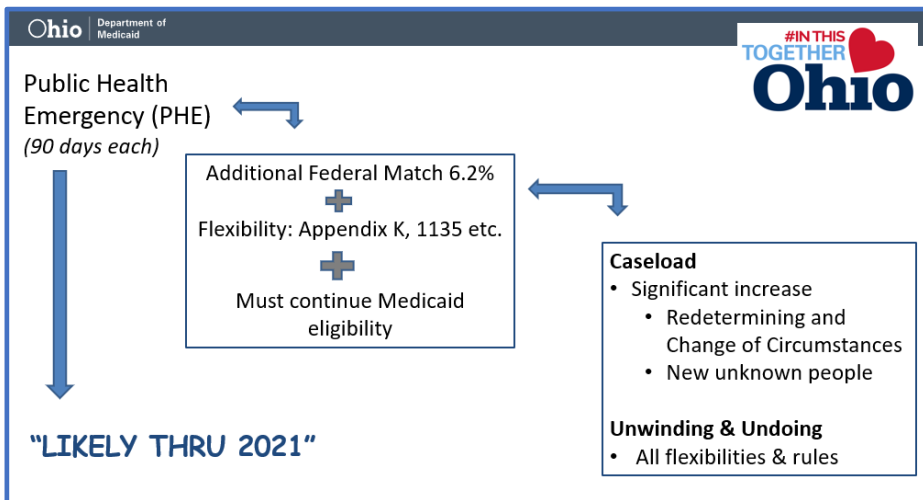 Ohio Department of
Medicaid
#IN THIS
TOGETHER
Ohio
Public Health
Emergency (PHE)
(90 days each)
Additional Federal Match 6.2%
Flexibility: Appendix K, 1135 etc.
Must continue Medicaid
eligibility
Caseload
• Significant increase
• Redetermining and
Change of Circumstances
• New unknown people
Unwinding & Undoing
• All flexibilities & rules
“LIKELY THRU 2021”